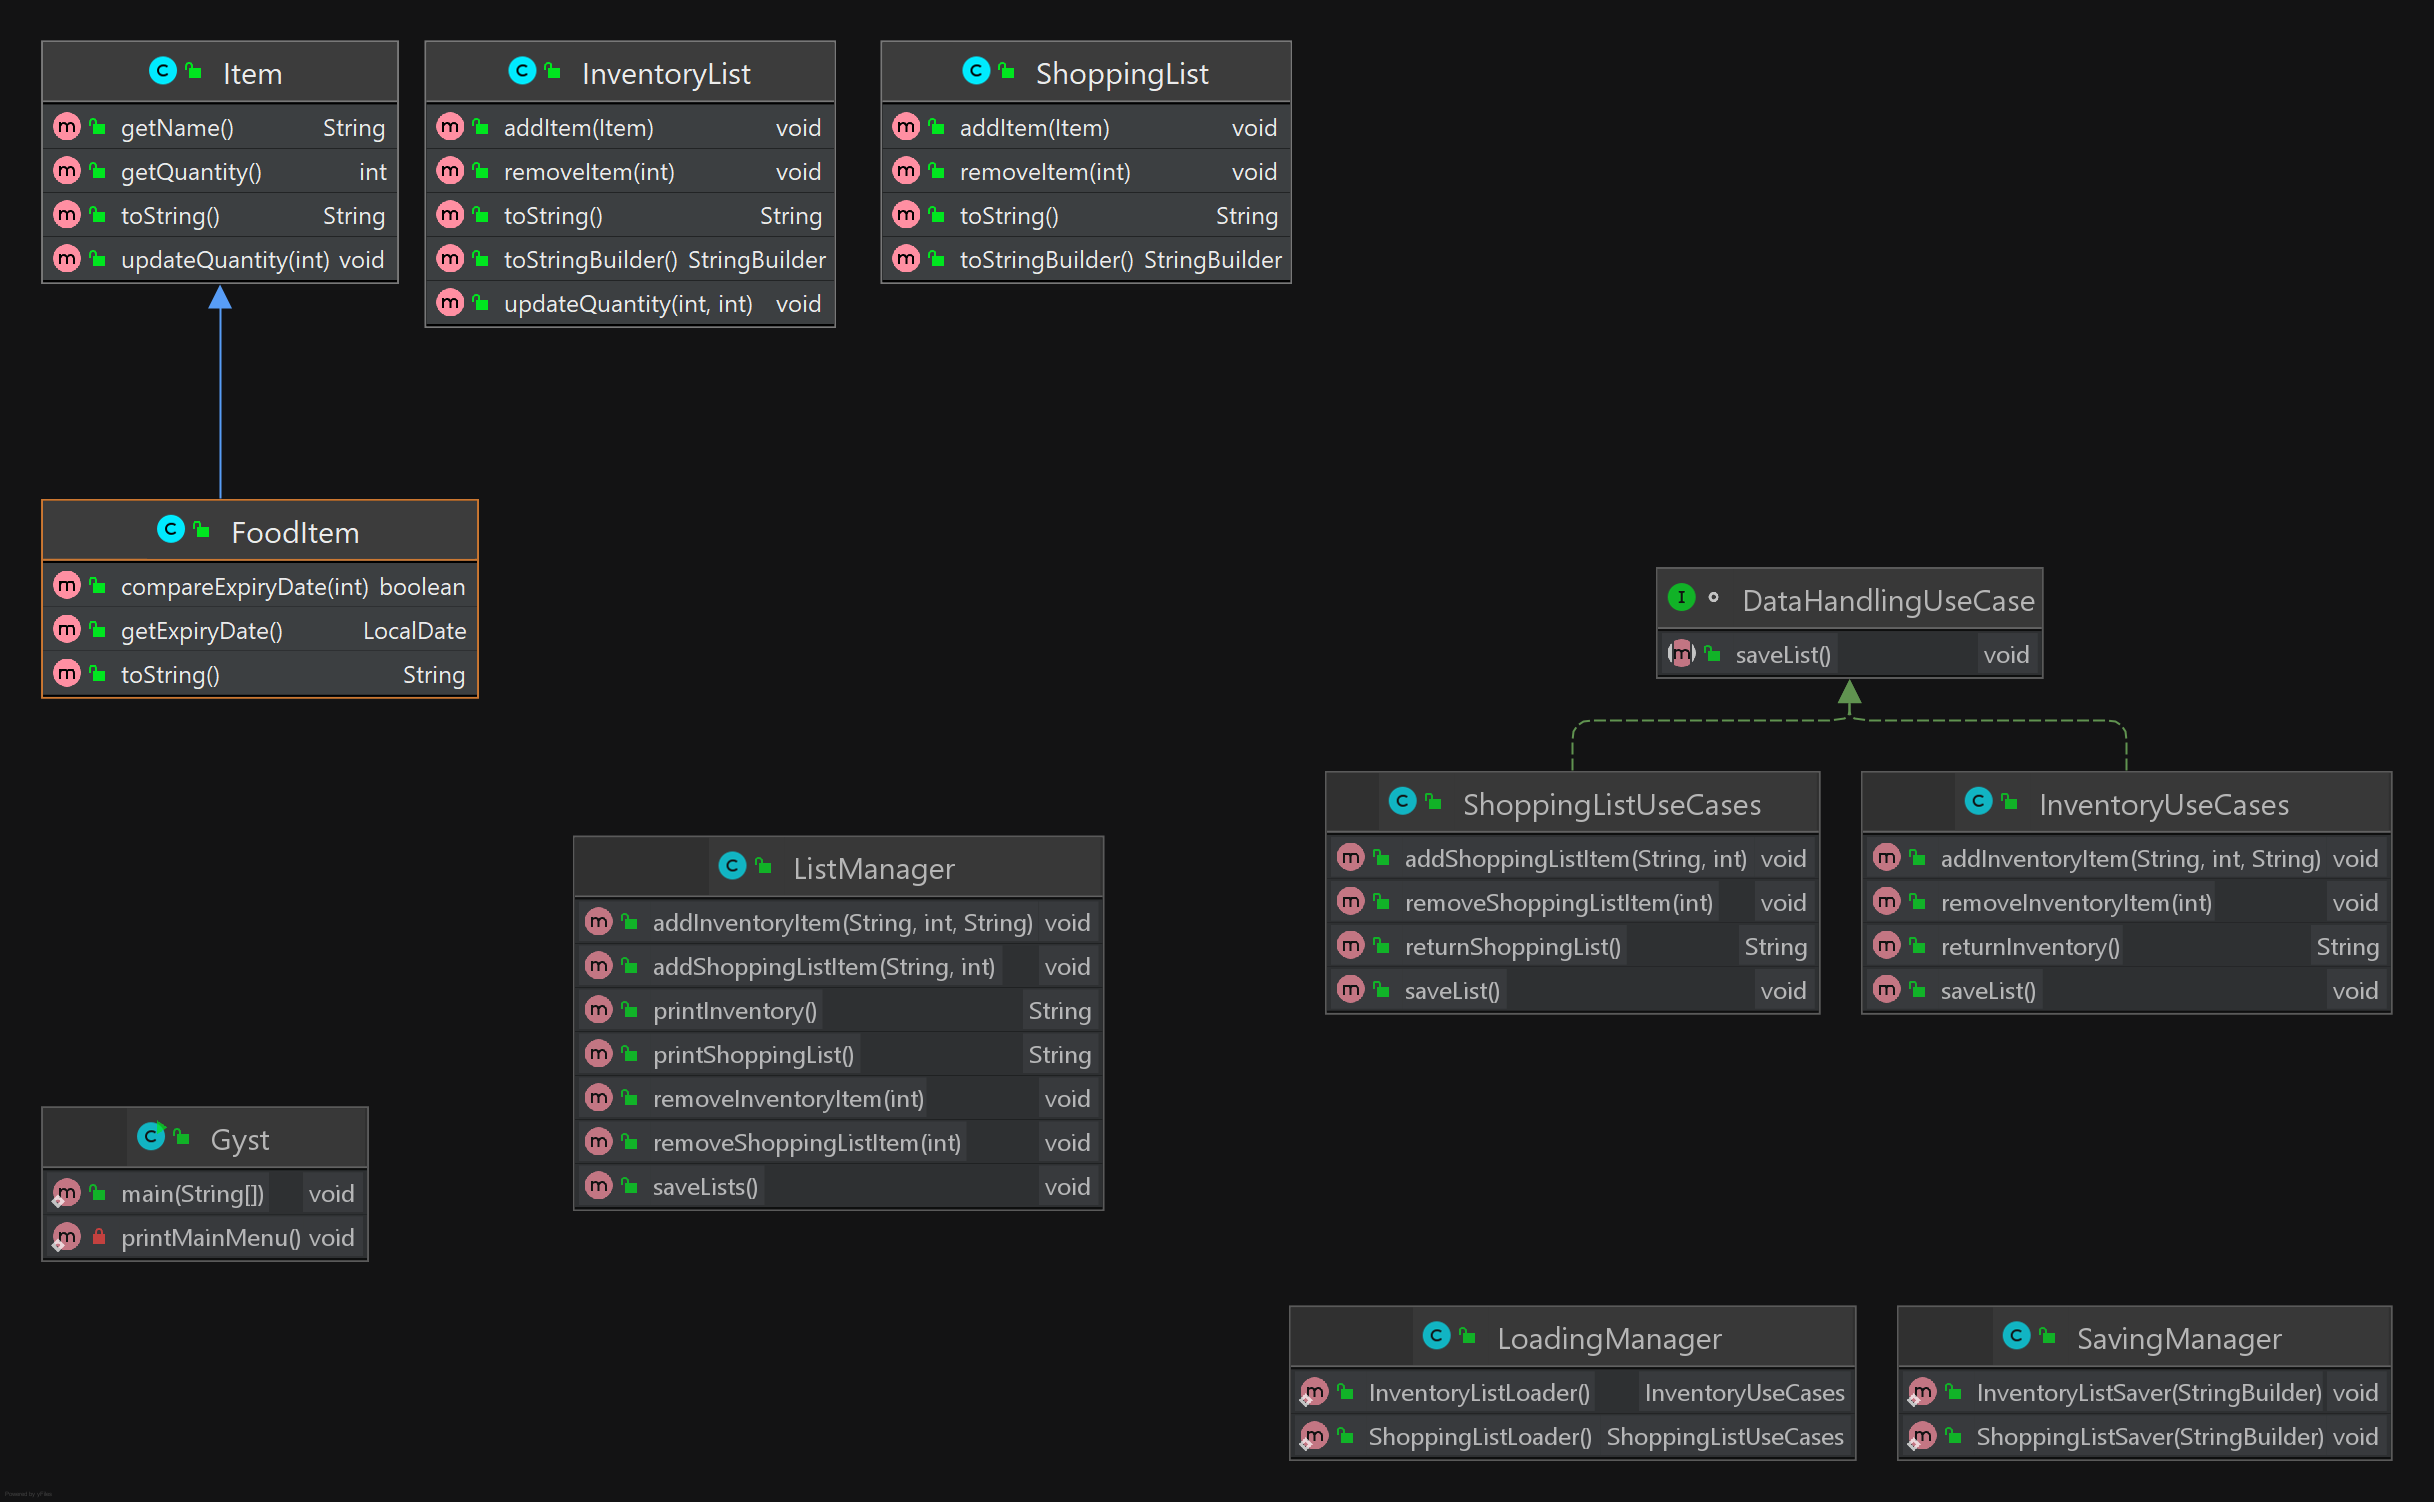 Item
getName() String
getQuantity() int
toString() String
updateQuantity(int) void
InventoryList
addItem(Item) void
removeItem(int) void
toString() String
toStringBuilder() StringBuilder
updateQuantity(int, int) void
ShoppingList
addItem(Item) void
removeItem(int) void
toString() String
toStringBuilder() StringBuilder
FoodItem
compareExpiryDate(int) boolean
getExpiryDate() LocalDate
toString() String
DataHandlingUseCase
saveList() void
ShoppingListUseCases
addShoppingListItem(String, int) void
removeShoppingListItem(int) void
returnShoppingList() String
saveList() void
InventoryUseCases
addInventoryItem(String, int, String) void
removeInventoryItem(int) void
returnInventory() String
saveList() void
ListManager
addInventoryItem(String, int, String) void
addShoppingListItem(String, int) void
printInventory() String
printShoppingList() String
removeInventoryItem(int) void
removeShoppingListItem(int) void
saveLists() void
Gyst
main(String[]) void
printMainMenu() void
LoadingManager
InventoryListLoader() InventoryUseCases
ShoppingListLoader() ShoppingListUseCases
SavingManager
InventoryListSaver(StringBuilder) void
ShoppingListSaver(StringBuilder) void
Powered by yFiles